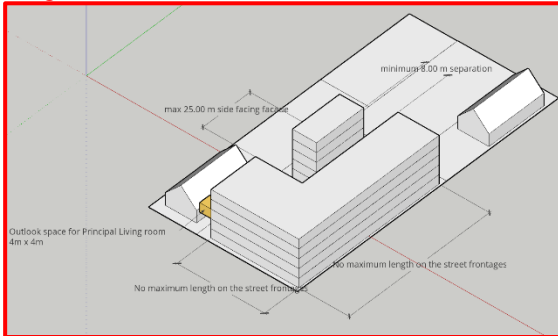 minimum 8.00 m separation
max 25.00 m side facing facade
Outlook space for Principal Living room
4m x 4m
No maximum length on the street frontages
No maximum length on the street frontages